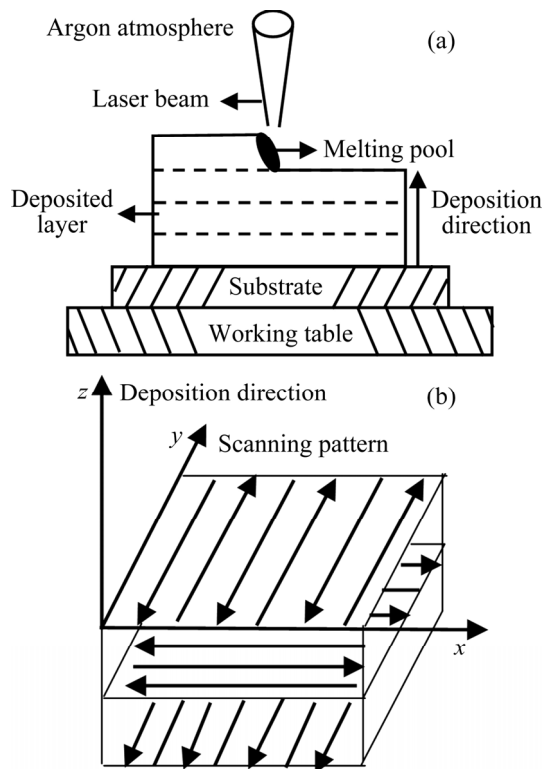 Argon atmosphere
(a)
Laser beam
Melting pool
Deposited
layer
Deposition
direction
Substrate
Working table
z
Deposition direction
(b)
y
Scanning pattern
x